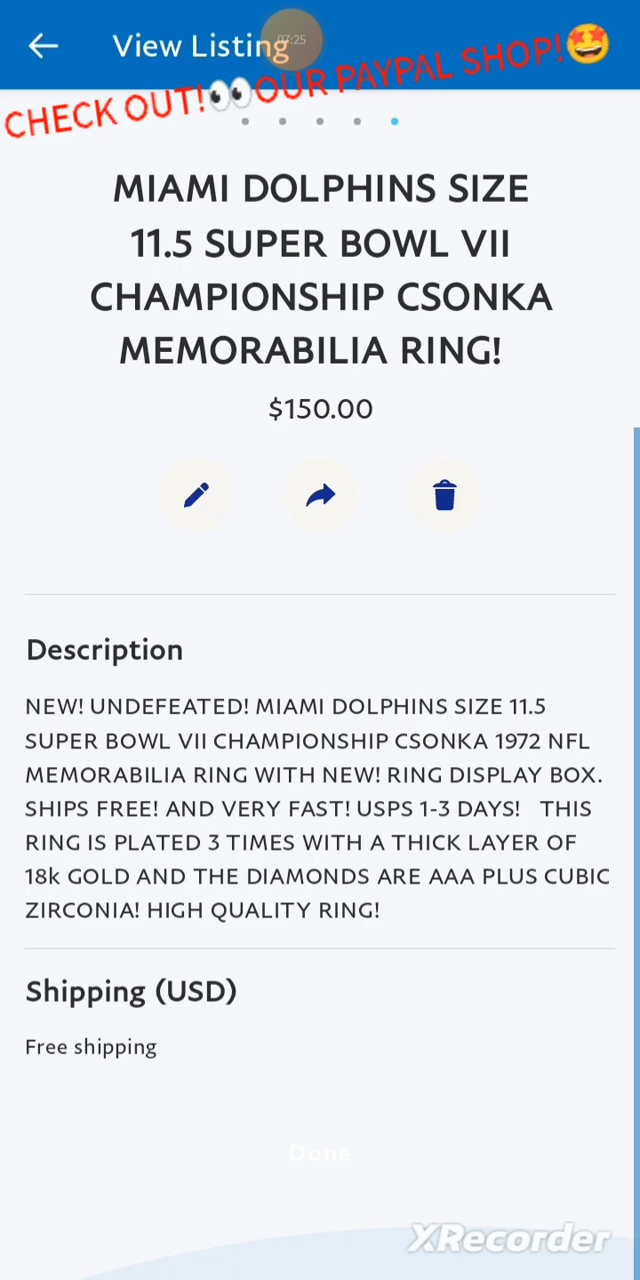 View Listing
07:25
CHECK OUT!👀OUR PAYPAL SHOP!🤩
MIAMI DOLPHINS SIZE
11.5 SUPER BOWL VII
CHAMPIONSHIP CSONKA
MEMORABILIA RING!
$150.00
Description
NEW! UNDEFEATED! MIAMI DOLPHINS SIZE 11.5
SUPER BOWL VII CHAMPIONSHIP CSONKA 1972 NFL
MEMORABILIA RING WITH NEW! RING DISPLAY BOX.
SHIPS FREE! AND VERY FAST! USPS 1-3 DAYS!   THIS
RING IS PLATED 3 TIMES WITH A THICK LAYER OF
18k GOLD AND THE DIAMONDS ARE AAA PLUS CUBIC
ZIRCONIA! HIGH QUALITY RING!
Shipping (USD)
Free shipping
Done
XRecorder